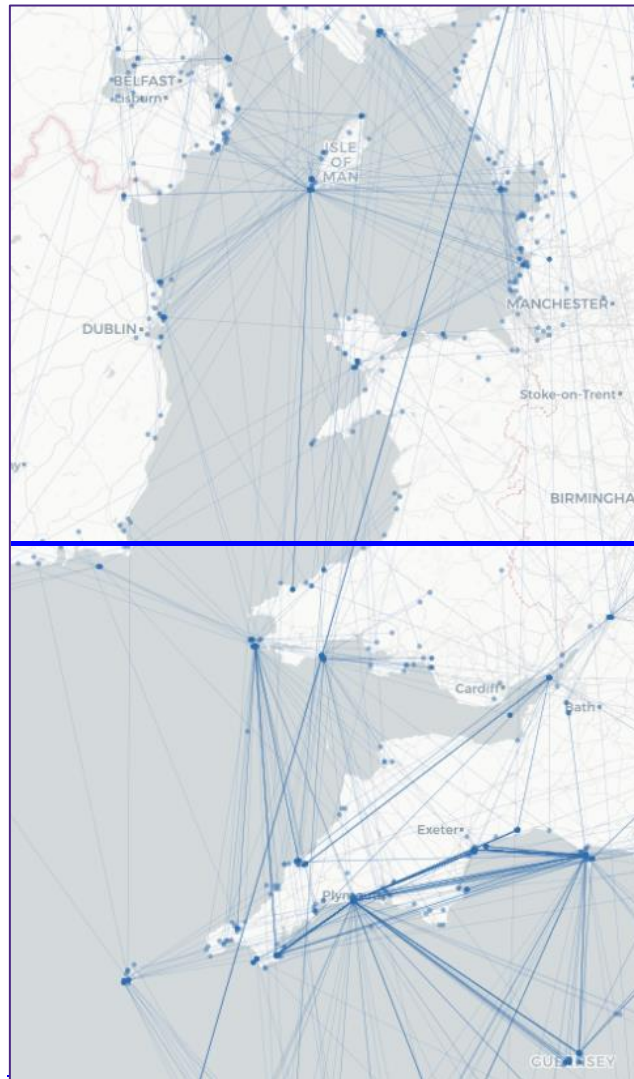 BELFAST
Lisburn
ISLE
OF
MAN
DUBLIN
MANCHESTER
Stoke-on-Trent
BIRMINGHA
Cardiff
Bath
Exeter
Plymouth
GUERNSEY